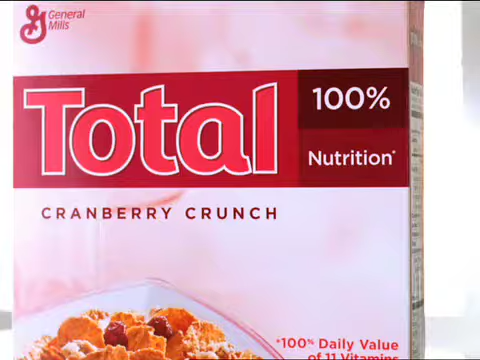 General
Mills
Total
100%
Nutrition*
CRANBERRY CRUNCH
*100% Daily Value
of 11 Vitamins